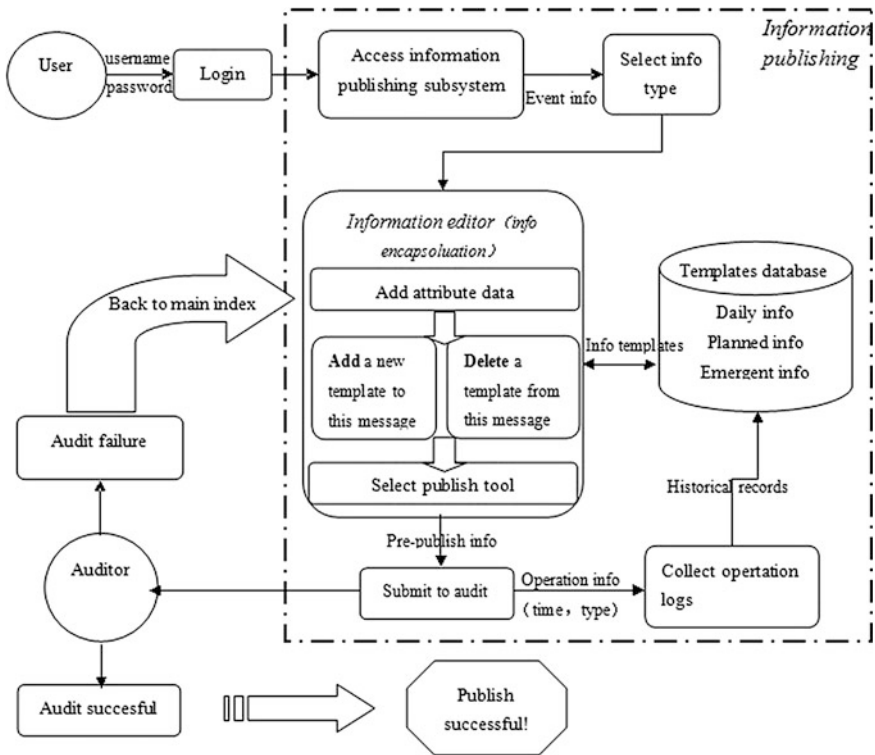 Information
publishing
User
username
password
Login
Access information
publishing subsystem
Event info
Select info
type
Information editor (info
encapsoluation)
Add attribute data
Add a new
template to
this message
Delete a
template from
this message
Select publish tool
Info templates
Templates database
Daily info
Planned info
Emergent info
Back to main index
Audit failure
Historical records
Pre-publish info
Auditor
Submit to audit
Operation info
(time, type)
Collect opertation
logs
Audit succesful
Publish
successful!